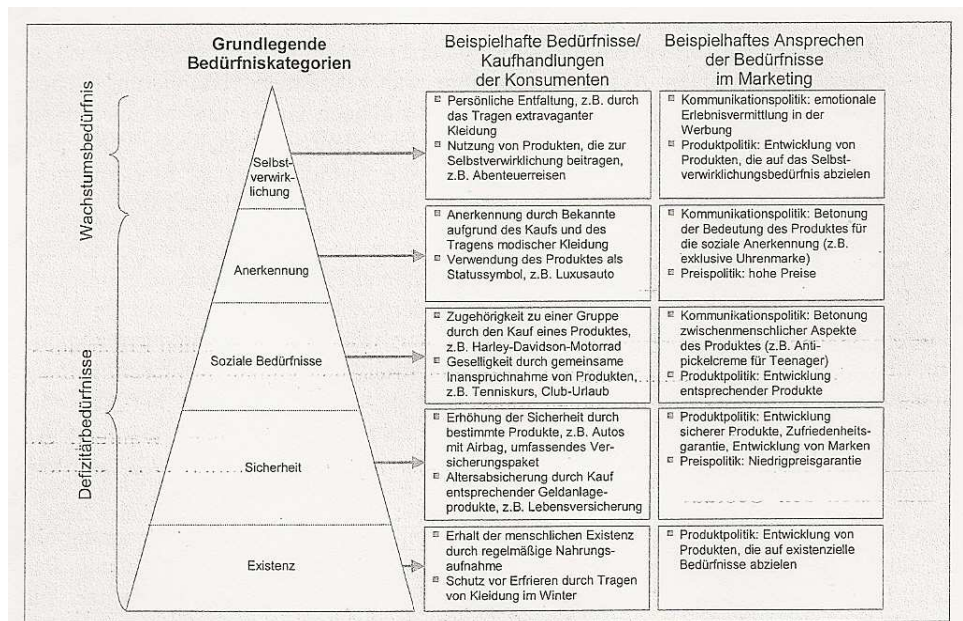 Grundlegende
Bedürfniskategorien
Beispielhafte Bedürfnisse/
Kaufhandlungen
der Konsumenten
Beispielhaftes Ansprechen
der Bedürfnisse
im Marketing
Wachstumsbedürfnis
Selbst-
verwirk-
lichung
Persönliche Entfaltung, z.B. durch
das Tragen extravaganter
Kleidung
Nutzung von Produkten, die zur
Selbstverwirklichung beitragen,
z.B. Abenteuerreisen
Kommunikationspolitik: emotionale
Erlebnisvermittlung in der
Werbung
Produktpolitik: Entwicklung von
Produkten, die auf das Selbst-
verwirklichungsbedürfnis abzielen
Defizitärbedürfnisse
Anerkennung
Anerkennung durch Bekannte
aufgrund des Kaufs und des
Tragens modischer Kleidung
Verwendung des Produktes als
Statussymbol, z.B. Luxusauto
Kommunikationspolitik: Betonung
der Bedeutung des Produktes für
die soziale Anerkennung (z.B.
exklusive Uhrenmarke)
Preispolitik: hohe Preise
Soziale Bedürfnisse
Zugehörigkeit zu einer Gruppe
durch den Kauf eines Produktes,
z.B. Harley-Davidson-Motorrad
Geselligkeit durch gemeinsame
Inanspruchnahme von Produkten,
z.B. Tenniskurs, Club-Urlaub
Kommunikationspolitik: Betonung
zwischenmenschlicher Aspekte
des Produktes (z.B. Anti-
pickelcreme für Teenager)
Produktpolitik: Entwicklung
entsprechender Produkte
Sicherheit
Erhöhung der Sicherheit durch
bestimmte Produkte, z.B. Autos
mit Airbag, umfassendes Ver-
sicherungspaket
Altersabsicherung durch Kauf
entsprechender Geldanlage-
produkte, z.B. Lebensversicherung
Produktpolitik: Entwicklung
sicherer Produkte, Zufriedenheits-
garantie, Entwicklung von Marken
Preispolitik: Niedrigpreisgarantie
Existenz
Erhalt der menschlichen Existenz
durch regelmäßige Nahrungs-
aufnahme
Schutz vor Erfrieren durch Tragen
von Kleidung im Winter
Produktpolitik: Entwicklung von
Produkten, die auf existenzielle
Bedürfnisse abzielen